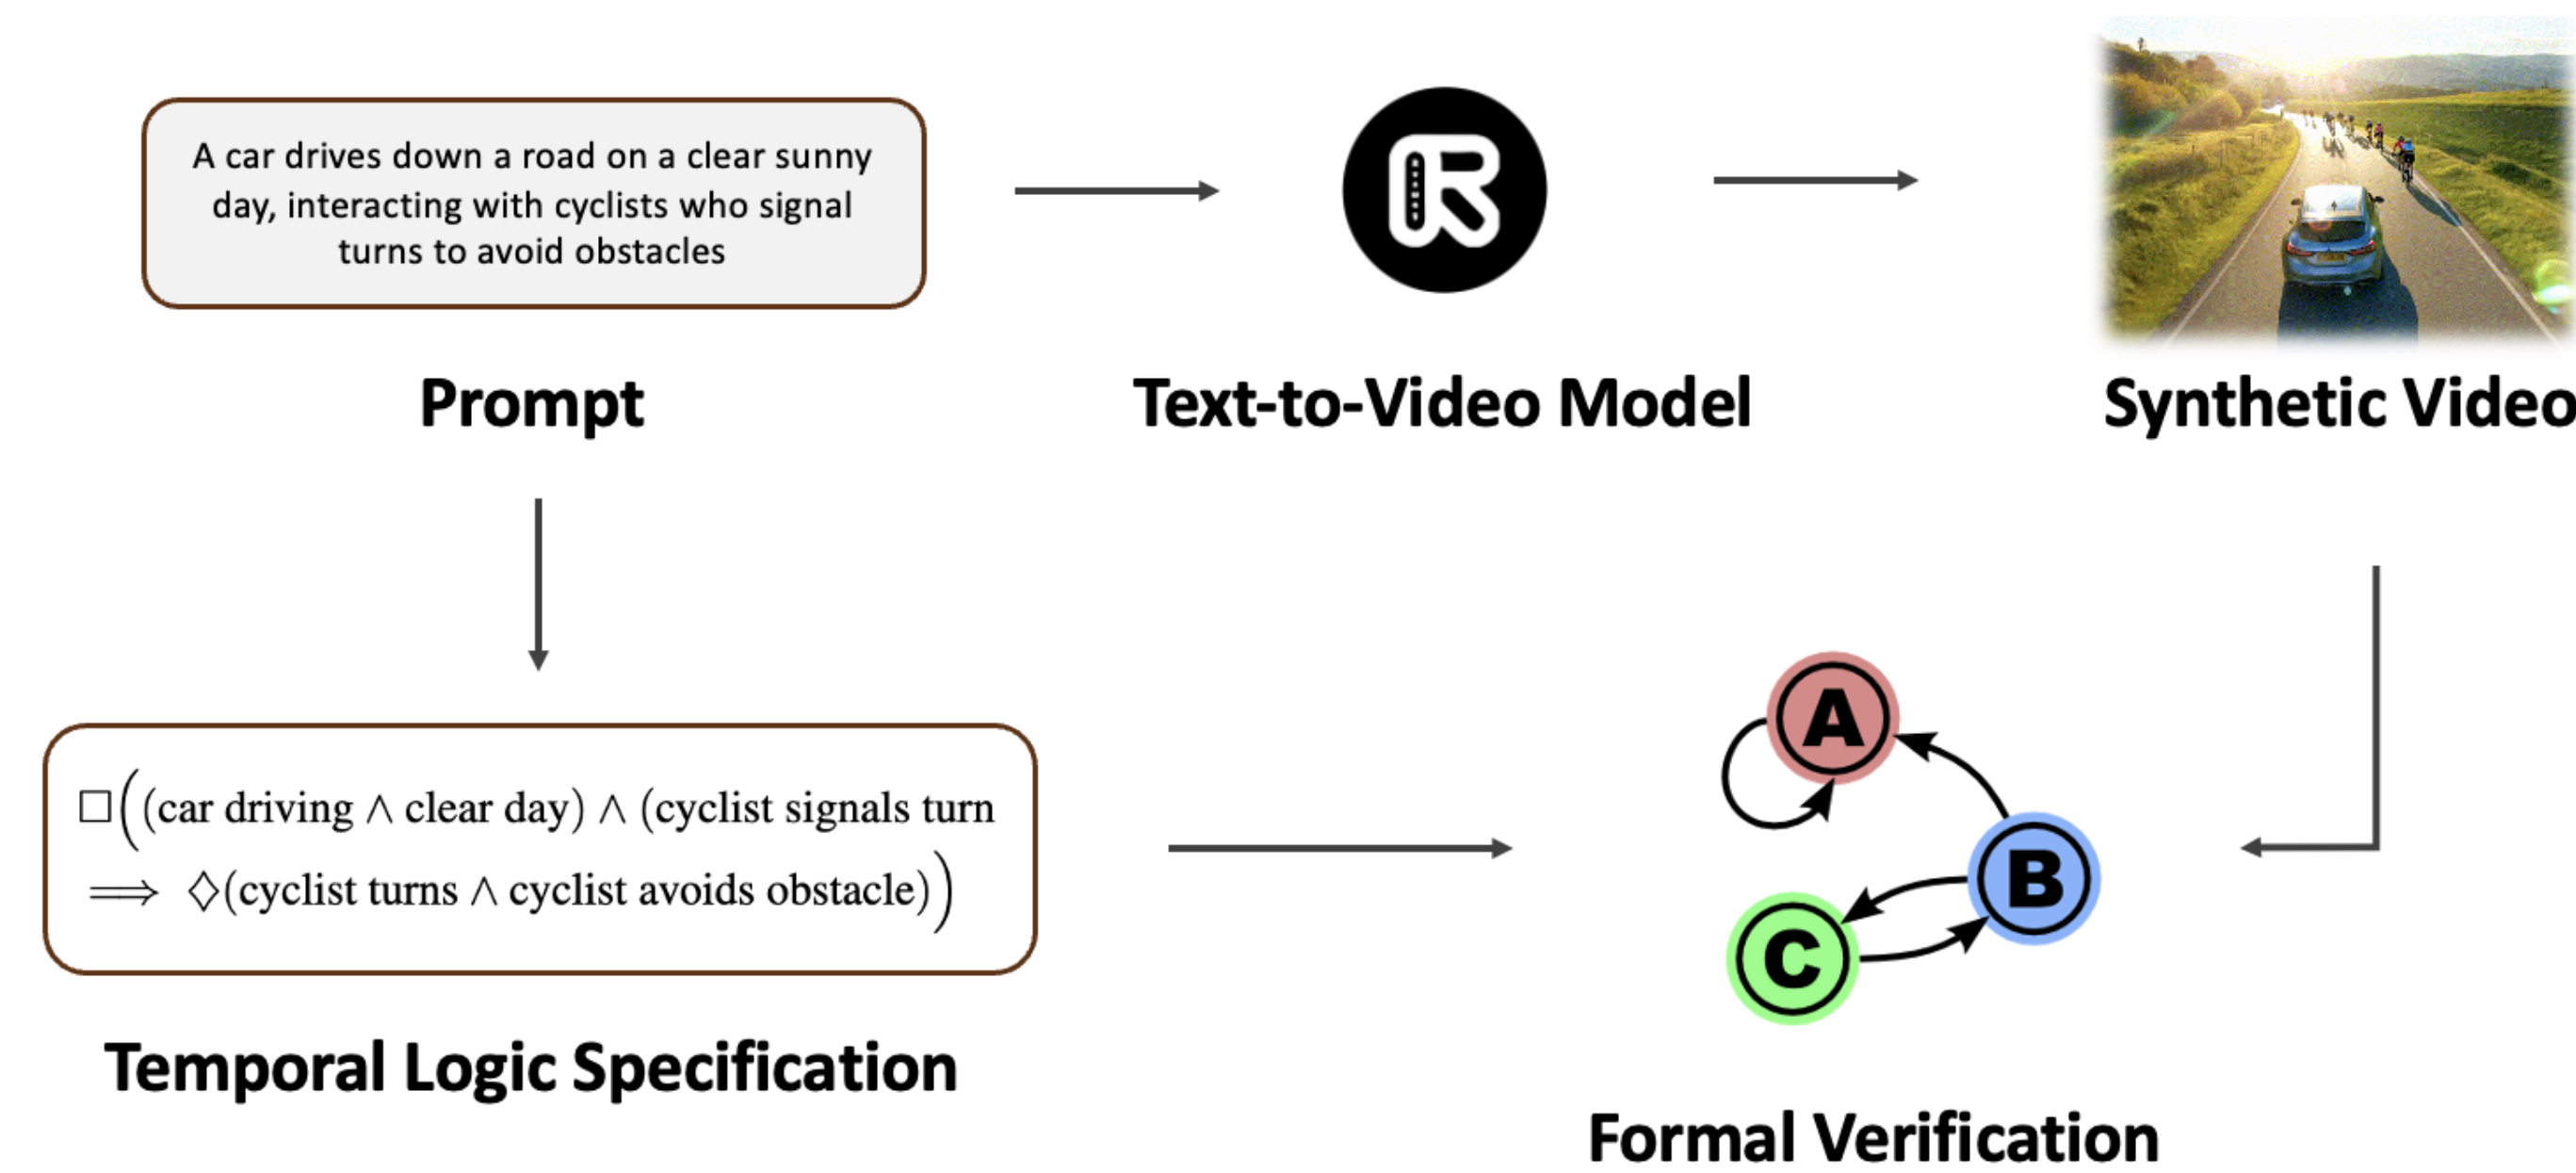 A car drives down a road on a clear sunny
day, interacting with cyclists who signal
turns to avoid obstacles
Prompt
R
Text-to-Video Model
Synthetic Video
□((car driving ∧ clear day) ∧ (cyclist signals turn
⟹ ◇(cyclist turns ∧ cyclist avoids obstacle))
Temporal Logic Specification
A
B
C
Formal Verification